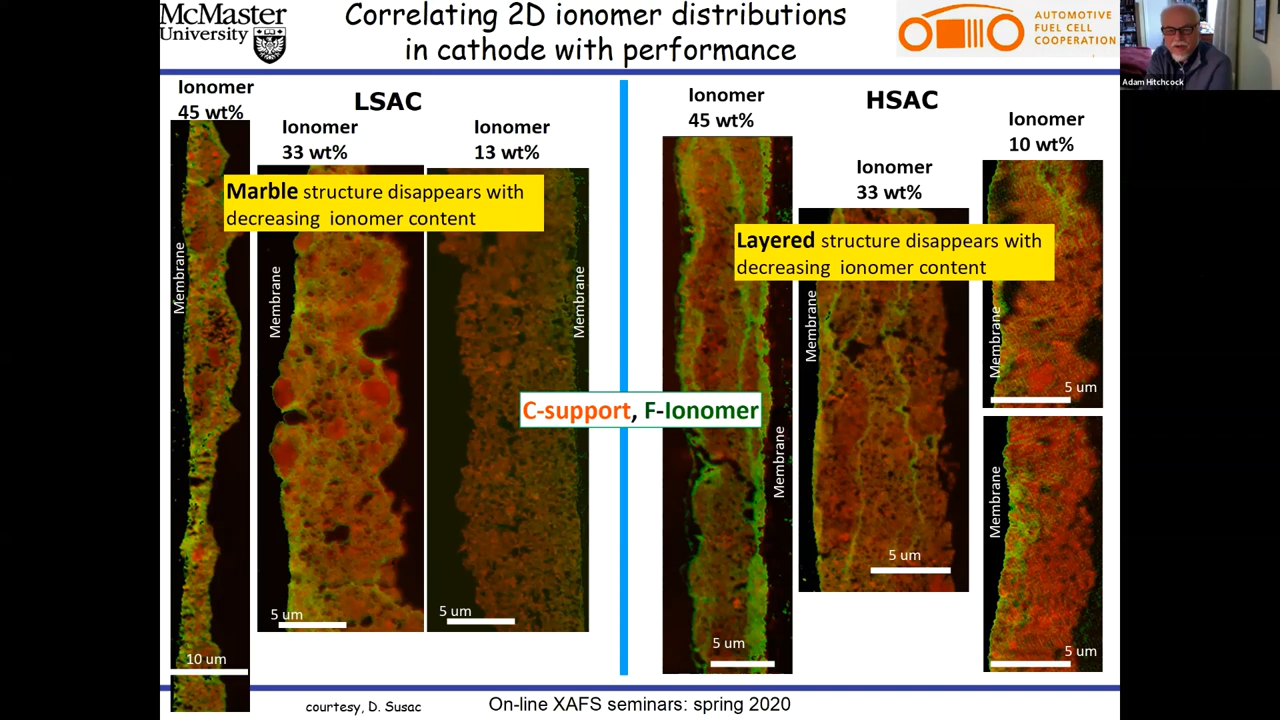 McMaster
University
Correlating 2D ionomer distributions
in cathode with performance
AUTOMOTIVE
FUEL CELL
COOPERATION
Adam Hitchcock
Ionomer
45 wt%
LSAC
Ionomer
33 wt%
Ionomer
13 wt%
Marble structure disappears with
decreasing ionomer content
Membrane
Membrane
Membrane
5 um
5 um
10 um
Ionomer
45 wt%
HSAC
Ionomer
33 wt%
Ionomer
10 wt%
Layered structure disappears with
decreasing ionomer content
Membrane
Membrane
Membrane
Membrane
5 um
5 um
5 um
5 um
C-support, F-Ionomer
courtesy, D. Susac
On-line XAFS seminars: spring 2020